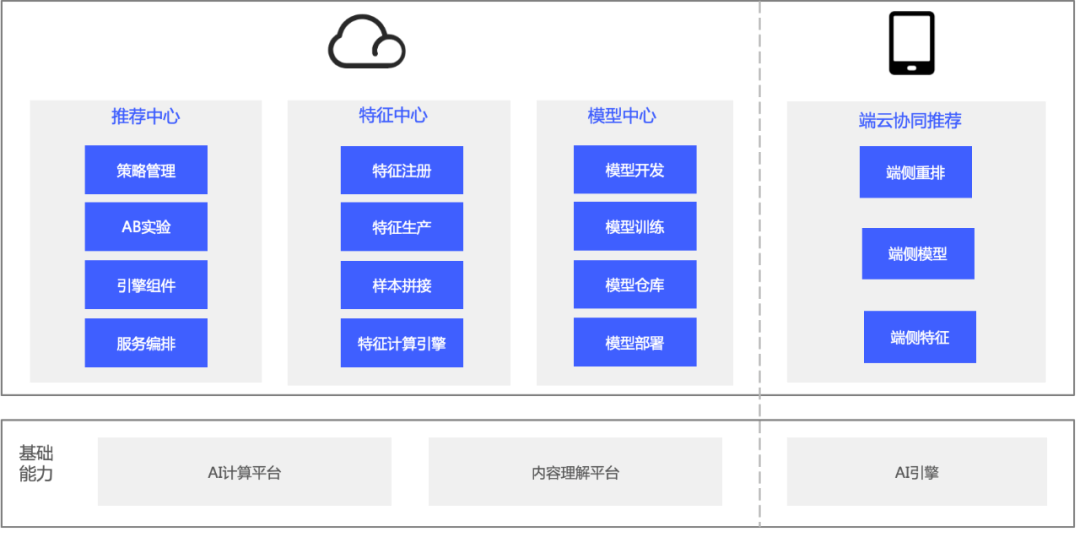 推荐中心
策略管理
AB实验
引擎组件
服务编排
特征中心
特征注册
特征生产
样本拼接
特征计算引擎
模型中心
模型开发
模型训练
模型仓库
模型部署
端云协同推荐
端侧重排
端侧模型
端侧特征
基础
能力
AI计算平台
内容理解平台
AI引擎